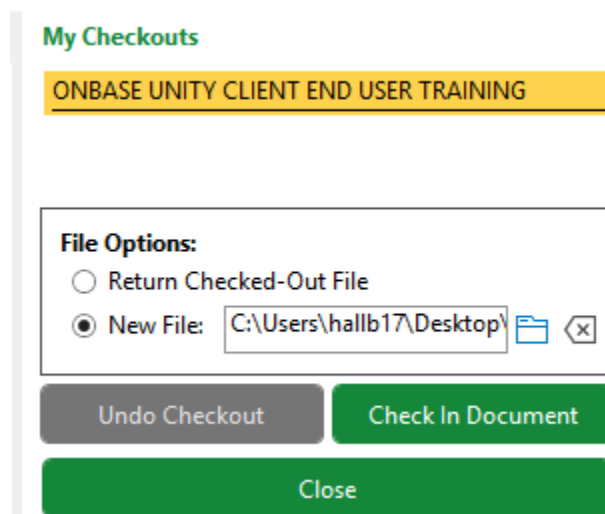 My Checkouts
ONBASE UNITY CLIENT END USER TRAINING
File Options:
Return Checked-Out File
New File: C:\Users\hallb17\Desktop\
Undo Checkout Check In Document
Close